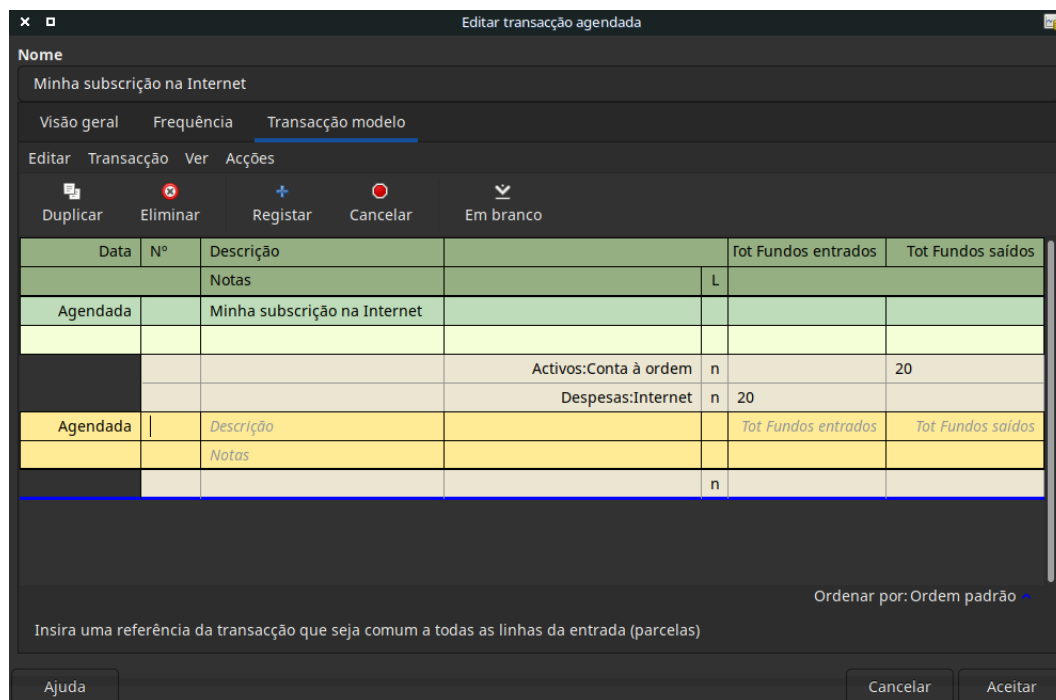 Editar transacção agendada
Nome
Minha subscrição na Internet
Visão geral Frequência Transacção modelo
Editar Transacção Ver Acções
Duplicar Eliminar Registar Cancelar Em branco
Data Nº Descrição Tot Fundos entrados Tot Fundos saídos
Notas L
Agendada Minha subscrição na Internet
Activos:Conta à ordem n 20
Despesas:Internet n 20
Agendada Descrição Tot Fundos entrados Tot Fundos saídos
Notas
n
Ordenar por: Ordem padrão
Insira uma referência da transacção que seja comum a todas as linhas da entrada (parcelas)
Ajuda Cancelar Aceitar